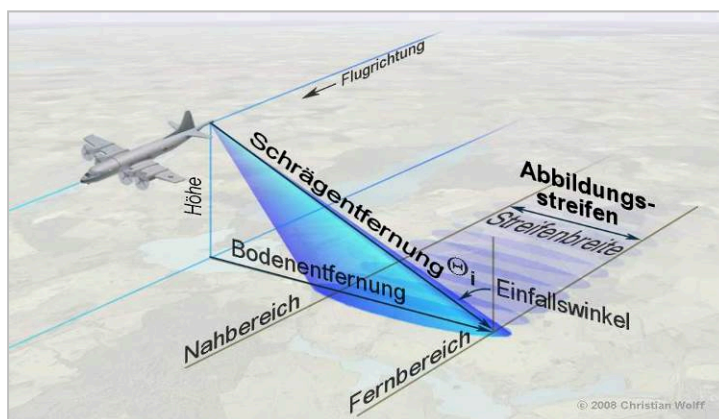 Flugrichtung
Schrägentfernung
Höhe
Abbildungs-
streifen
Streifenbreite
Bodenentfernung
Θi
Einfallswinkel
Nahbereich
Fernbereich
© 2008 Christian Wolff